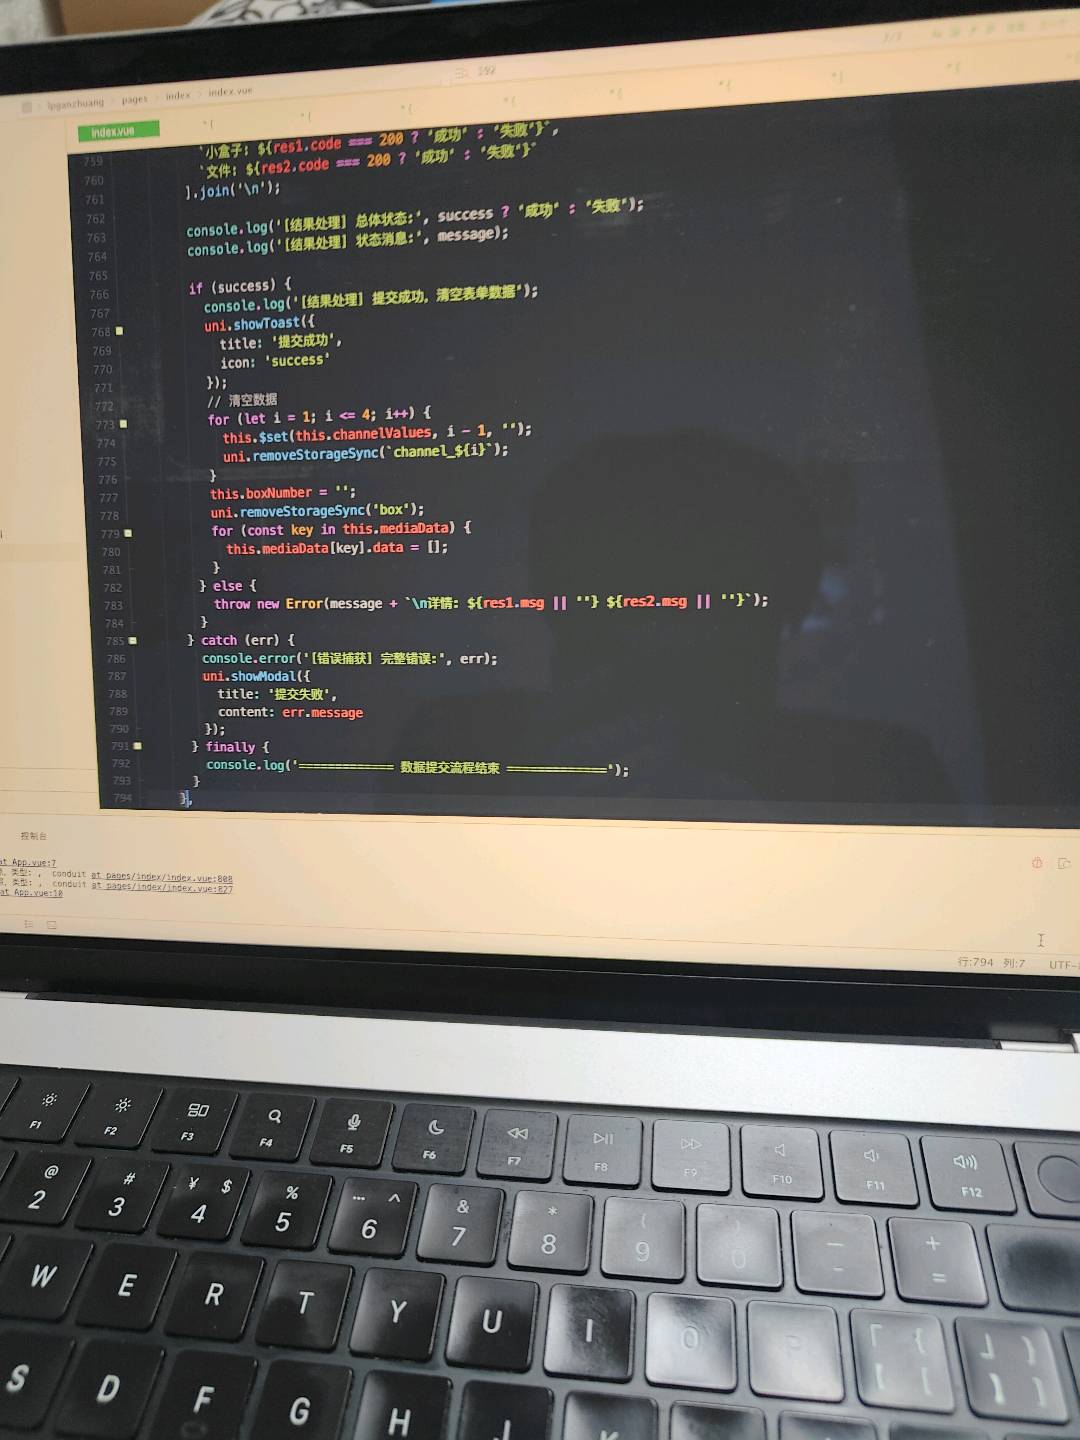 592
lpganzhuang pages index index.vue
index.vue
759 `小盒子: ${res1.code === 200 ? '成功' : '失败'}`,
760 `文件: ${res2.code === 200 ? '成功' : '失败'}`
761 ].join('\n');
762
763 console.log('[结果处理] 总体状态:', success ? '成功' : '失败');
764 console.log('[结果处理] 状态消息:', message);
765
766 if (success) {
767 console.log('[结果处理] 提交成功，清空表单数据');
768 uni.showToast({
769 title: '提交成功',
770 icon: 'success'
771 });
772 // 清空数据
773 for (let i = 1; i <= 4; i++) {
774 this.$set(this.channelValues, i - 1, '');
775 uni.removeStorageSync(`channel_${i}`);
776 }
777 this.boxNumber = '';
778 uni.removeStorageSync('box');
779 for (const key in this.mediaData) {
780 this.mediaData[key].data = [];
781 }
782 } else {
783 throw new Error(message + `\n详情: ${res1.msg || ''} ${res2.msg || ''}`);
784 }
785 } catch (err) {
786 console.error('[错误捕获] 完整错误:', err);
787 uni.showModal({
788 title: '提交失败',
789 content: err.message
790 });
791 } finally {
792 console.log('============= 数据提交流程结束 ==============');
793 }
794 },
控制台
at App.vue:7
类型: , conduit at pages/index/index.vue:808
类型: , conduit at pages/index/index.vue:827
at App.vue:10
行:794 列:7 UTF-
F1 F2 F3 F4 F5 F6 F7 F8 F9 F10 F11 F12
@ # ¥ $ % … ^ & * ( ) — +
2 3 4 5 6 7 8 9 0 - =
W E R T Y U I O P 「 { 」 }
[ ] 
S D F G H J K